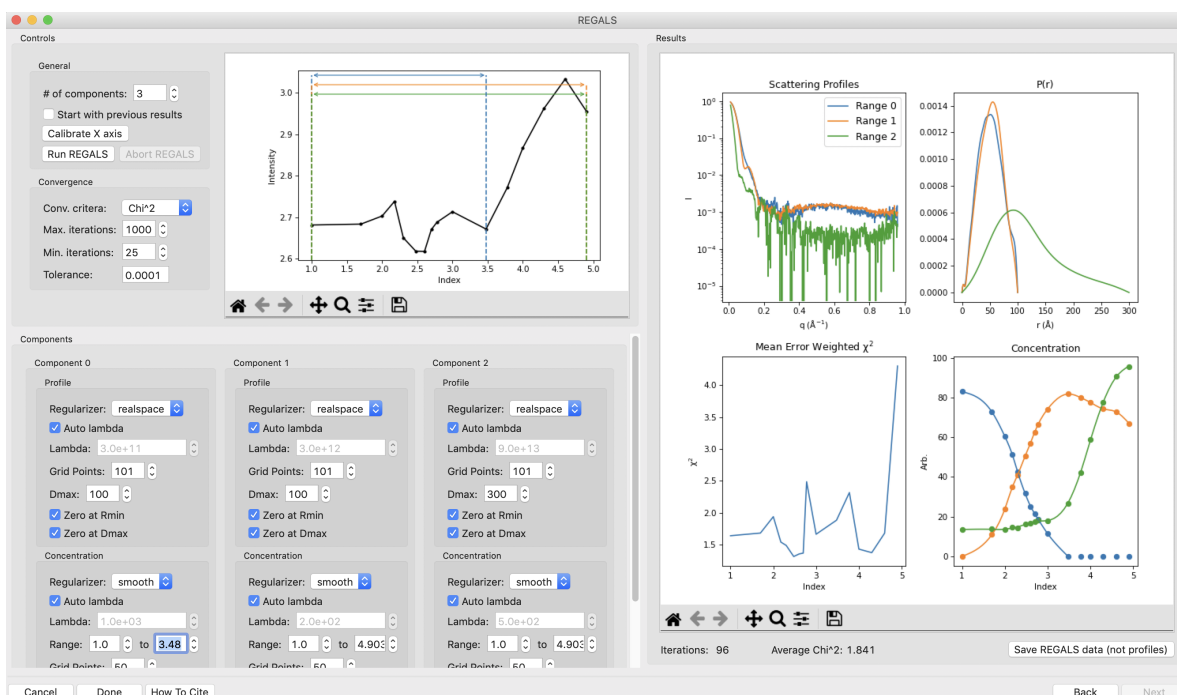 REGALS
Controls
General
# of components: 3
Start with previous results
Calibrate X axis
Run REGALS Abort REGALS
Convergence
Conv. critera: Chi^2
Max. iterations: 1000
Min. iterations: 25
Tolerance: 0.0001
Intensity
3.0
2.9
2.8
2.7
2.6
1.0 1.5 2.0 2.5 3.0 3.5 4.0 4.5 5.0
Index
Components
Component 0
Profile
Regularizer: realspace
Auto lambda
Lambda: 3.0e+11
Grid Points: 101
Dmax: 100
Zero at Rmin
Zero at Dmax
Concentration
Regularizer: smooth
Auto lambda
Lambda: 1.0e+03
Range: 1.0 to 3.48
Grid Points: 50
Component 1
Profile
Regularizer: realspace
Auto lambda
Lambda: 3.0e+12
Grid Points: 101
Dmax: 100
Zero at Rmin
Zero at Dmax
Concentration
Regularizer: smooth
Auto lambda
Lambda: 2.0e+02
Range: 1.0 to 4.903
Grid Points: 50
Component 2
Profile
Regularizer: realspace
Auto lambda
Lambda: 9.0e+13
Grid Points: 101
Dmax: 300
Zero at Rmin
Zero at Dmax
Concentration
Regularizer: smooth
Auto lambda
Lambda: 5.0e+02
Range: 1.0 to 4.903
Grid Points: 50
Results
Scattering Profiles
Range 0
Range 1
Range 2
I
10⁰
10⁻¹
10⁻²
10⁻³
10⁻⁴
10⁻⁵
0.0 0.2 0.4 0.6 0.8 1.0
q (Å⁻¹)
P(r)
0.0014
0.0012
0.0010
0.0008
0.0006
0.0004
0.0002
0.0000
0 50 100 150 200 250 300
r (Å)
Mean Error Weighted χ²
χ²
4.0
3.5
3.0
2.5
2.0
1.5
1 2 3 4 5
Index
Concentration
Arb.
100
80
60
40
20
0
1 2 3 4 5
Index
Iterations: 96 Average Chi^2: 1.841 Save REGALS data (not profiles)
Cancel Done How To Cite Back Next